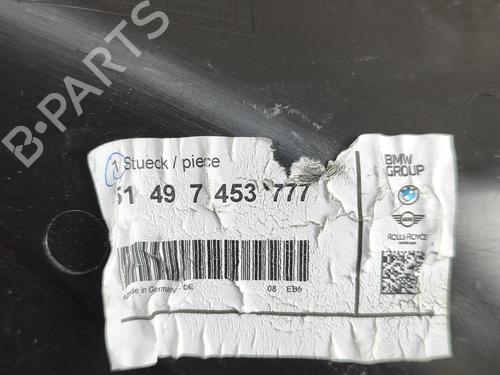 B-PARTS
1 Stueck / piece
51 49 7 453 777
Made in Germany - DE 08 EB6
BMW
GROUP
MINI
ROLLS-ROYCE